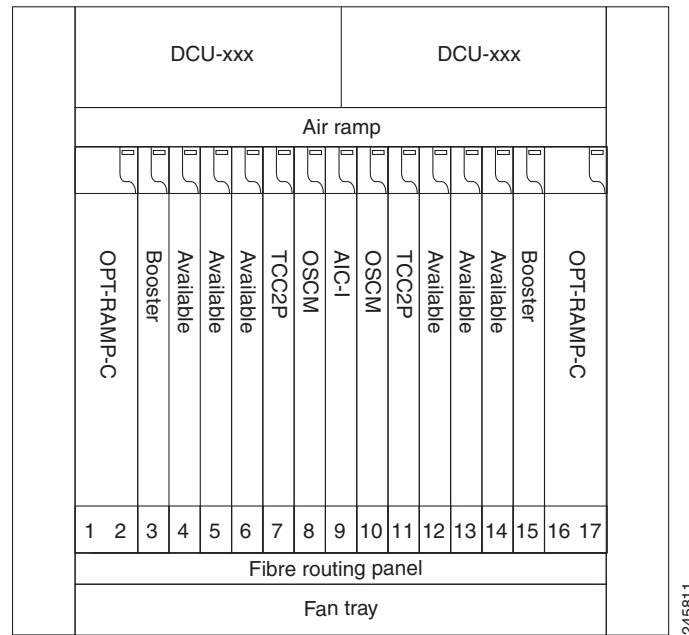 DCU-xxx DCU-xxx
Air ramp
OPT-RAMP-C
Booster
Available
Available
Available
TCC2P
OSCM
AIC-I
OSCM
TCC2P
Available
Available
Available
Booster
OPT-RAMP-C
1 2 3 4 5 6 7 8 9 10 11 12 13 14 15 16 17
Fibre routing panel
Fan tray
245811